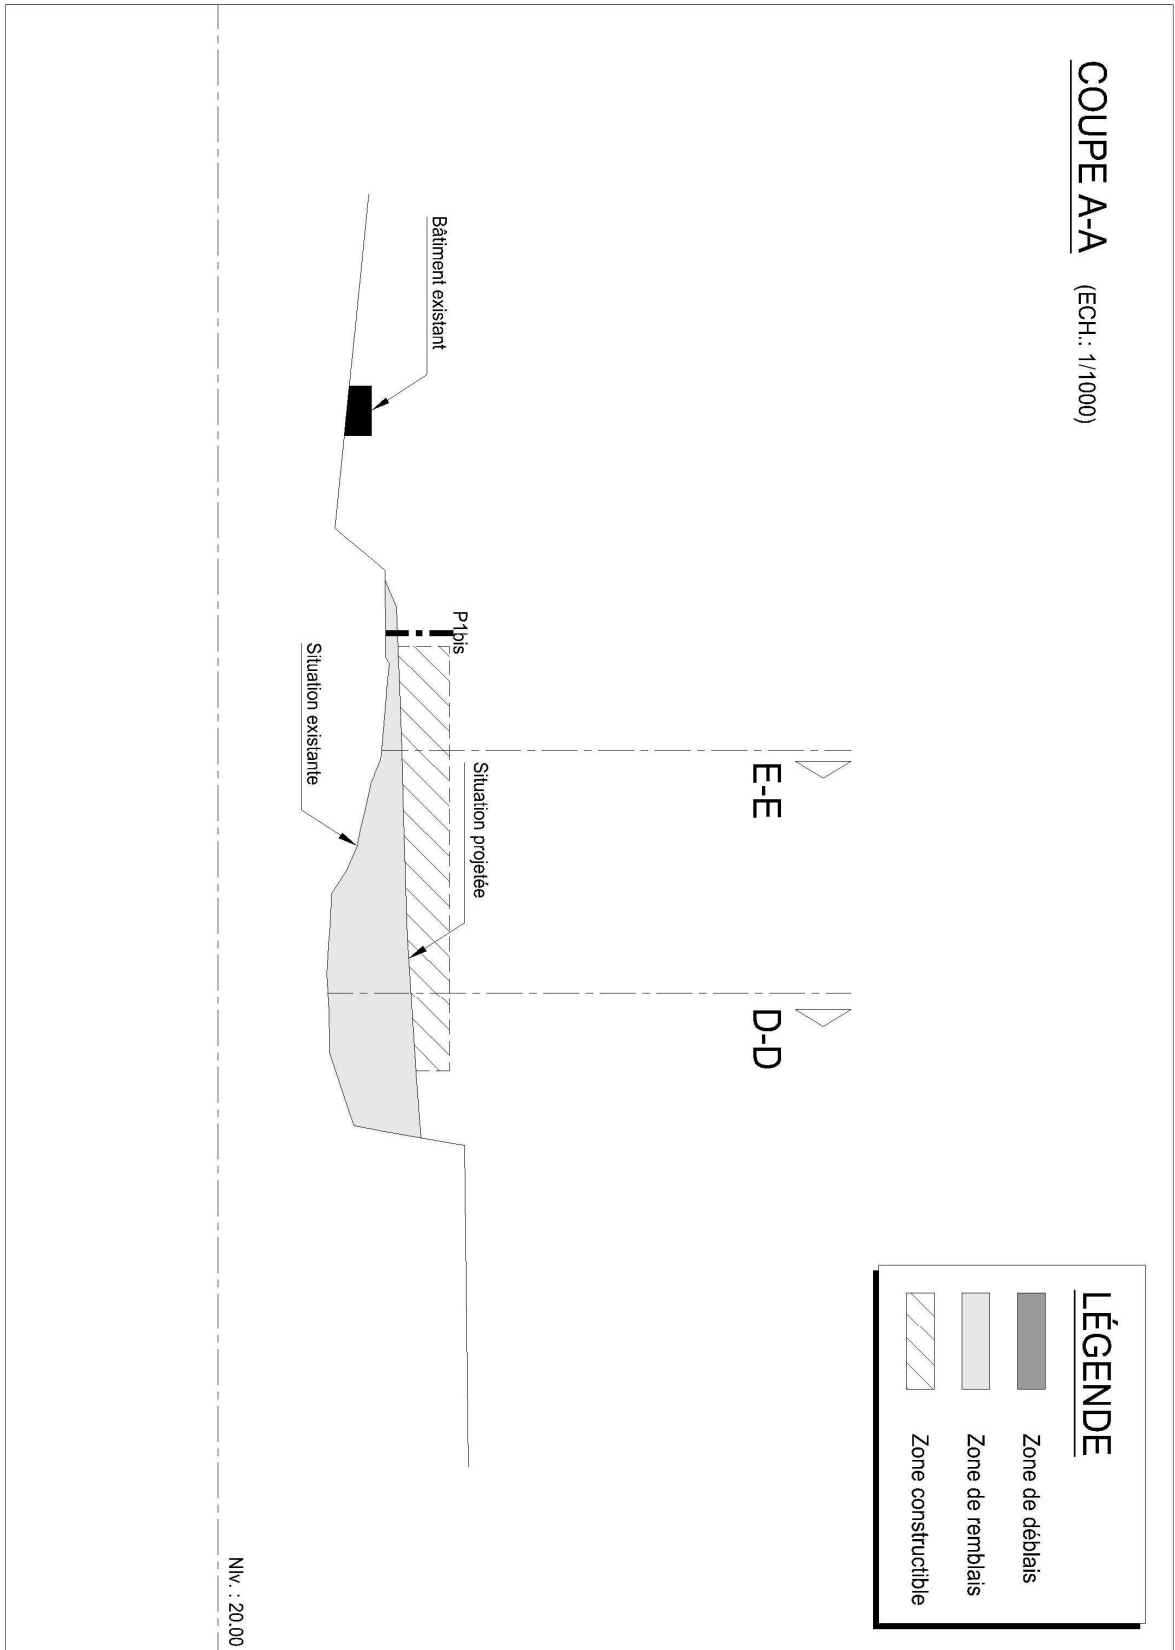 COUPE A-A (ECH.: 1/1000)
LÉGENDE
Zone de déblais
Zone de remblais
Zone constructible
E-E
D-D
Bâtiment existant
P1bis
Situation projetée
Situation existante
Niv. : 20.00